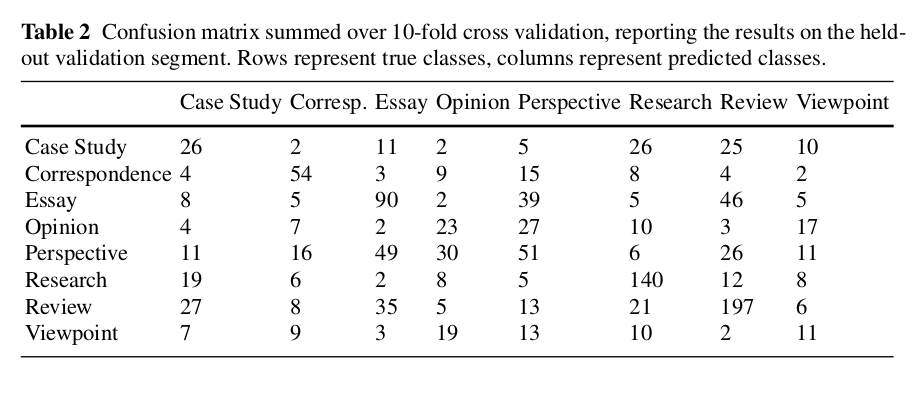 Table 2 Confusion matrix summed over 10-fold cross validation, reporting the results on the held-
out validation segment. Rows represent true classes, columns represent predicted classes.
Case Study Corresp. Essay Opinion Perspective Research Review Viewpoint
Case Study 26 2 11 2 5 26 25 10
Correspondence 4 54 3 9 15 8 4 2
Essay 8 5 90 2 39 5 46 5
Opinion 4 7 2 23 27 10 3 17
Perspective 11 16 49 30 51 6 26 11
Research 19 6 2 8 5 140 12 8
Review 27 8 35 5 13 21 197 6
Viewpoint 7 9 3 19 13 10 2 11